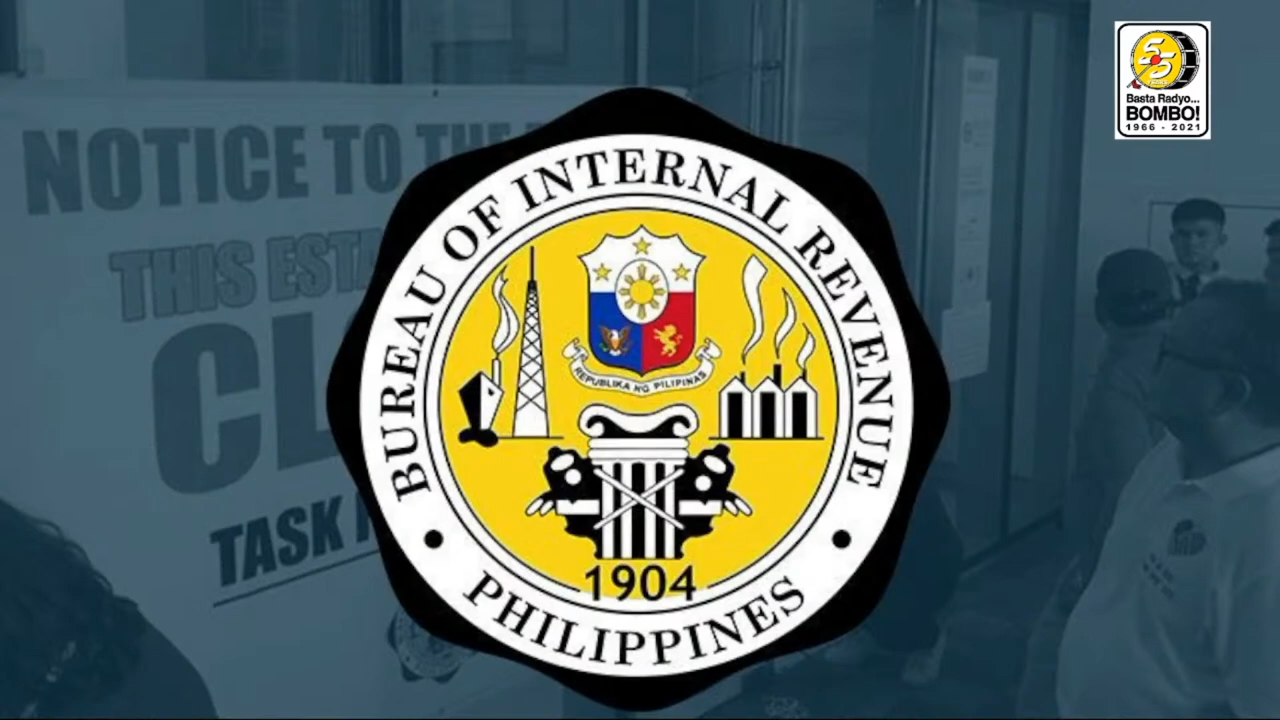 55
Basta Radyo...
BOMBO!
1966 - 2021
NOTICE TO THE
THIS ESTA
CL
TASK
BUREAU OF INTERNAL REVENUE
REPUBLIKA NG PILIPINAS
1904
• PHILIPPINES •